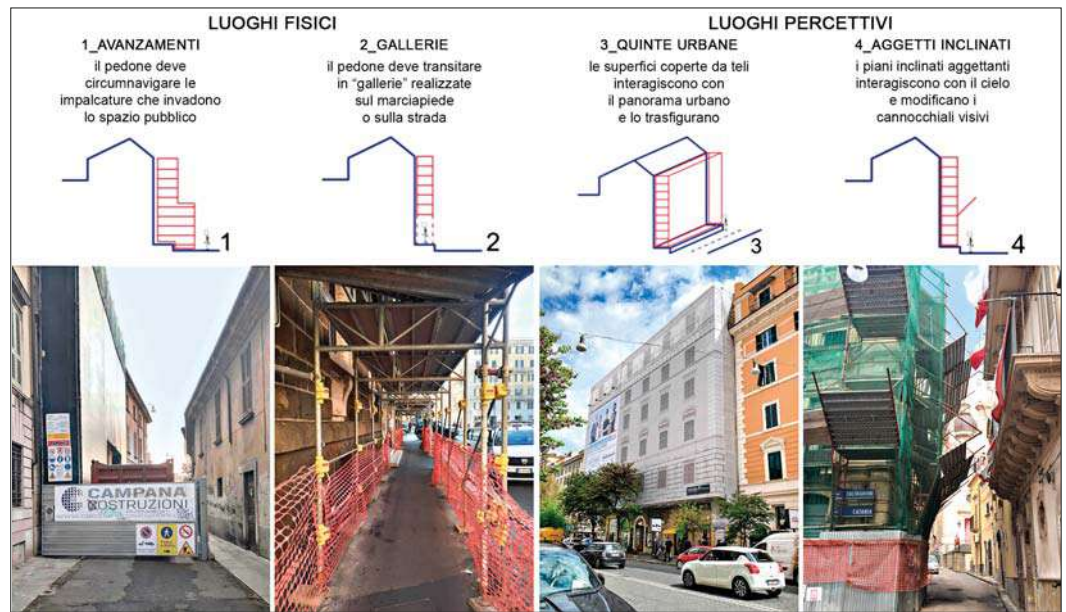 LUOGHI FISICI
1_AVANZAMENTI
il pedone deve
circumnavigare le
impalcature che invadono
lo spazio pubblico
2_GALLERIE
il pedone deve transitare
in “gallerie” realizzate
sul marciapiede
o sulla strada
LUOGHI PERCETTIVI
3_QUINTE URBANE
le superfici coperte da teli
interagiscono con
il panorama urbano
e lo trasfigurano
4_AGGETTI INCLINATI
i piani inclinati aggettanti
interagiscono con il cielo
e modificano i
cannocchiali visivi
1
2
3
4
CAMPANA
COSTRUZIONI